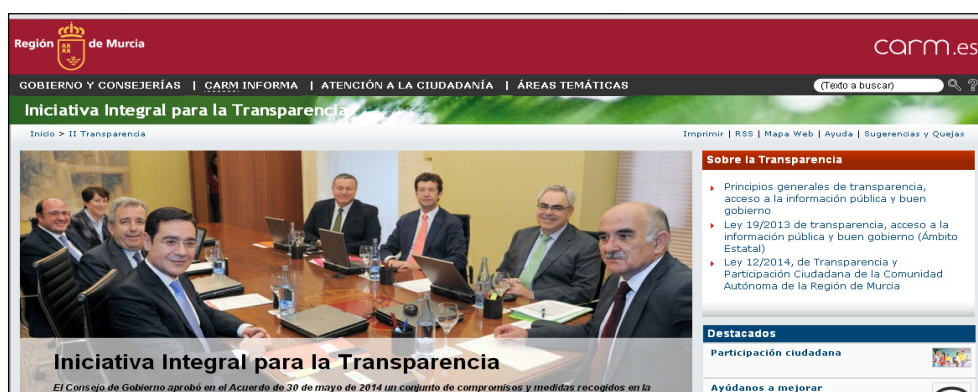 Región de Murcia
carm.es
GOBIERNO Y CONSEJERÍAS | CARM INFORMA | ATENCIÓN A LA CIUDADANÍA | ÁREAS TEMÁTICAS
(Texto a buscar)
?
Iniciativa Integral para la Transparencia
Inicio > II Transparencia
Imprimir | RSS | Mapa Web | Ayuda | Sugerencias y Quejas
Iniciativa Integral para la Transparencia
El Consejo de Gobierno aprobó en el Acuerdo de 30 de mayo de 2014 un conjunto de compromisos y medidas recogidos en la
Sobre la Transparencia
Principios generales de transparencia,
acceso a la información pública y buen
gobierno
Ley 19/2013 de transparencia, acceso a la
información pública y buen gobierno (Ámbito
Estatal)
Ley 12/2014, de Transparencia y
Participación Ciudadana de la Comunidad
Autónoma de la Región de Murcia
Destacados
Participación ciudadana
Ayúdanos a mejorar